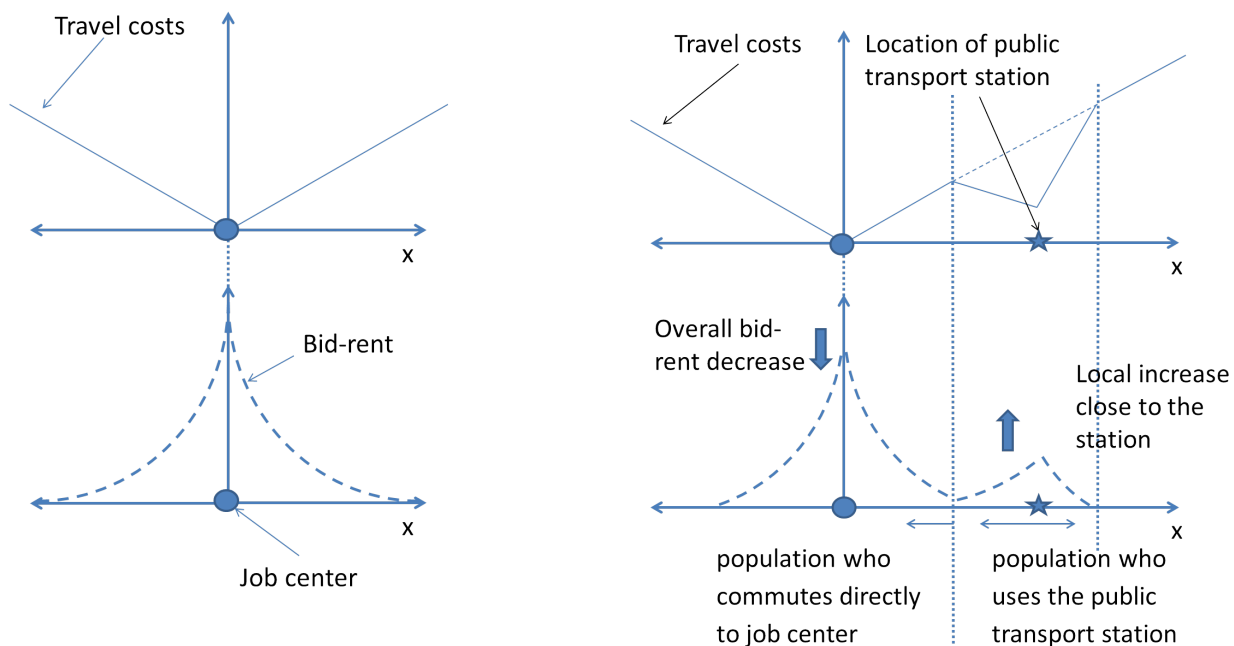 Travel costs
x
Bid-rent
x
Job center
Travel costs
Location of public
transport station
x
Overall bid-
rent decrease
Local increase
close to the
station
x
population who
commutes directly
to job center
population who
uses the public
transport station